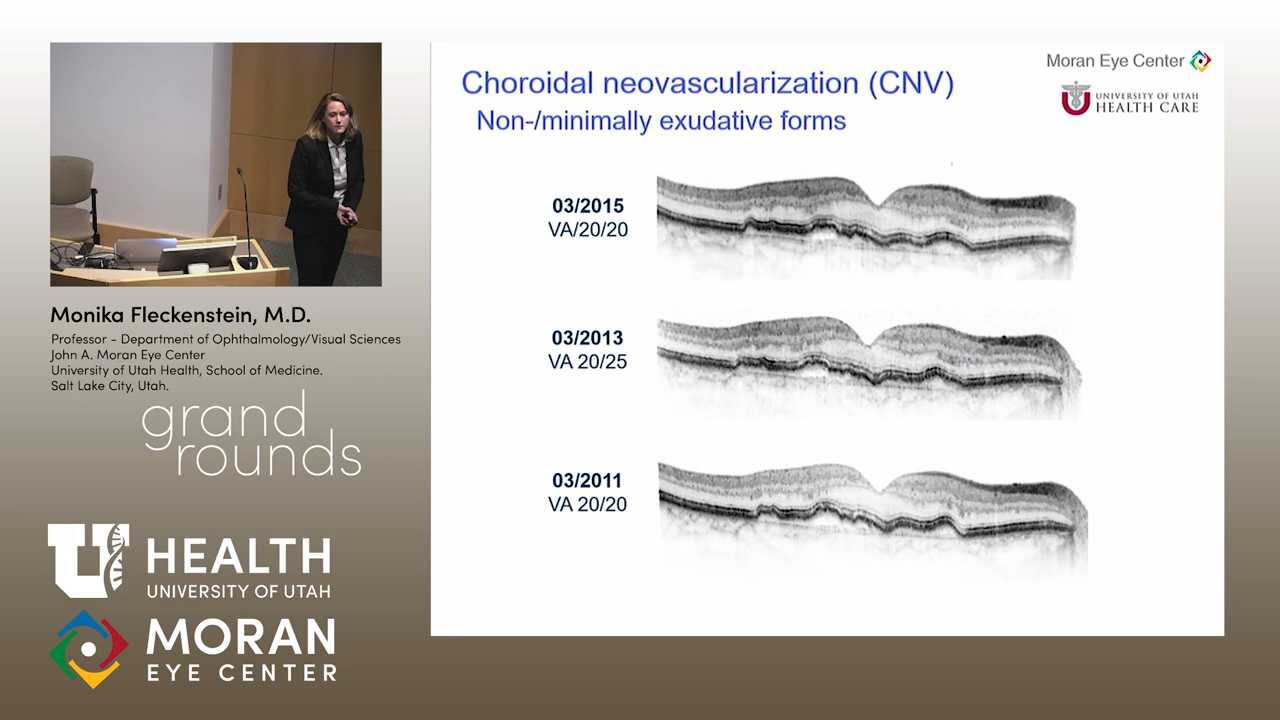 Choroidal neovascularization (CNV)
Non-/minimally exudative forms
Moran Eye Center
UNIVERSITY OF UTAH
HEALTH CARE
03/2015
VA/20/20
03/2013
VA 20/25
03/2011
VA 20/20
Monika Fleckenstein, M.D.
Professor - Department of Ophthalmology/Visual Sciences
John A. Moran Eye Center
University of Utah Health, School of Medicine.
Salt Lake City, Utah.
grand
rounds
U HEALTH
UNIVERSITY OF UTAH
MORAN
EYE CENTER